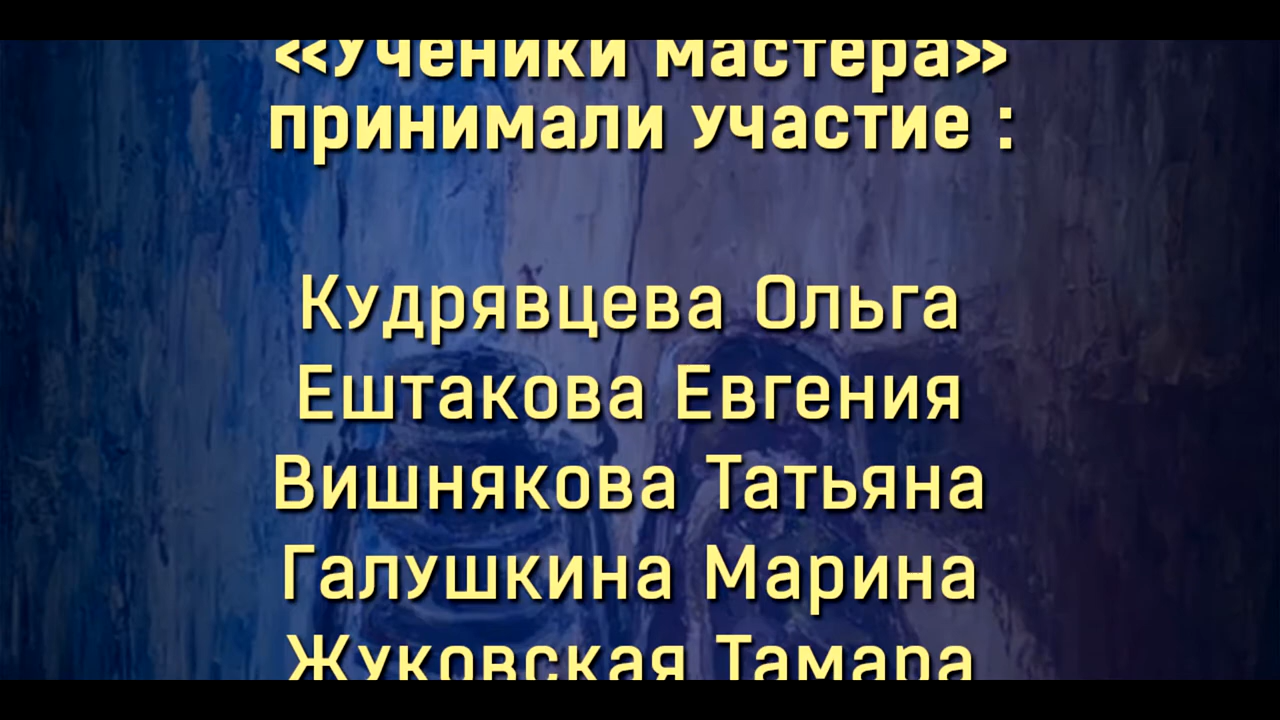 «Ученики мастера»
принимали участие :
Кудрявцева Ольга
Ештакова Евгения
Вишнякова Татьяна
Галушкина Марина
Жуковская Тамара